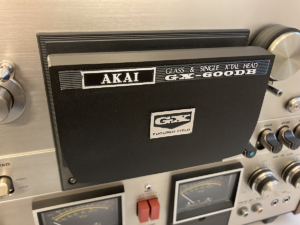 AKAI
GLASS & SINGLE X'TAL HEAD
GX-600DB
GX